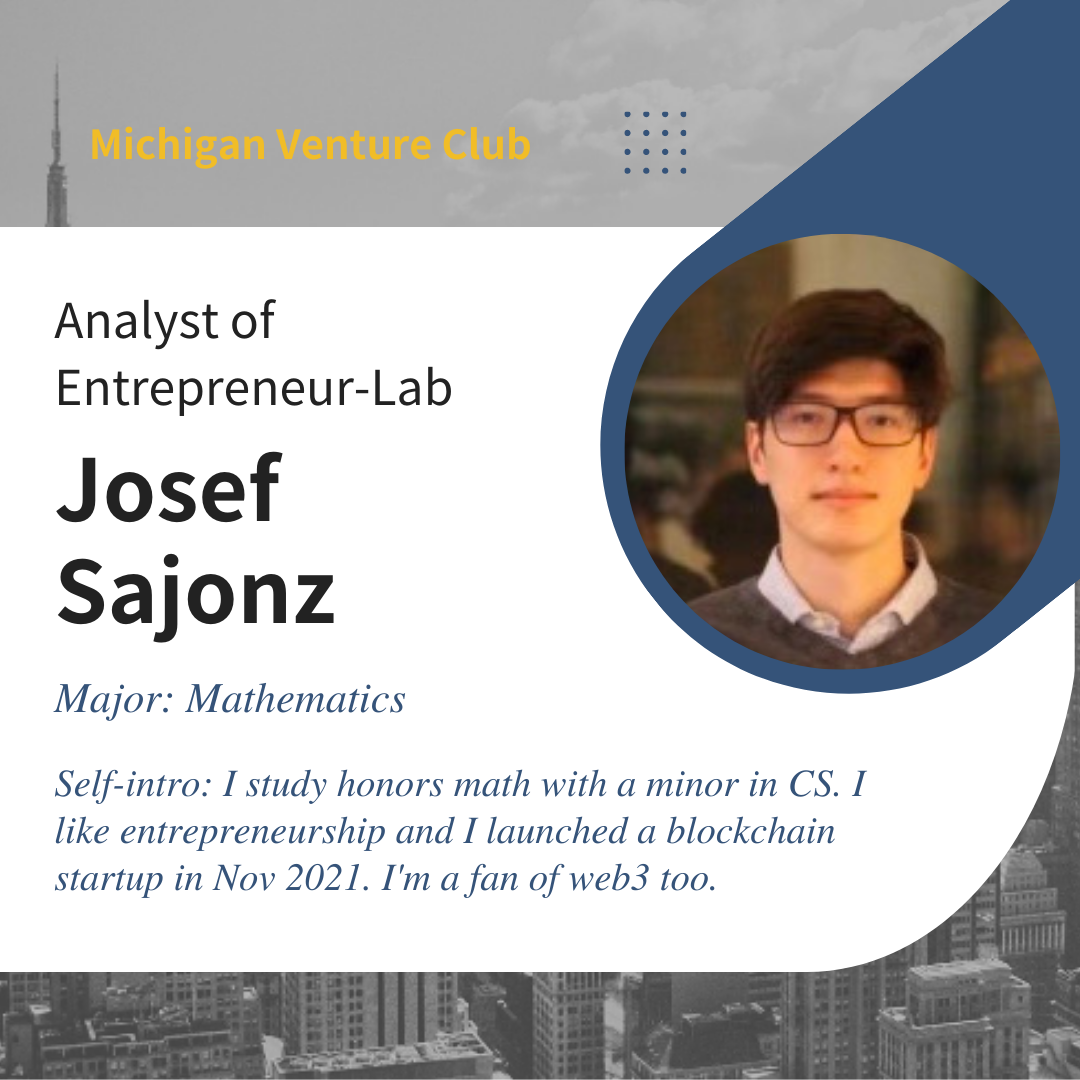 Michigan Venture Club
Analyst of
Entrepreneur-Lab
Josef
Sajonz
Major: Mathematics
Self-intro: I study honors math with a minor in CS. I
like entrepreneurship and I launched a blockchain
startup in Nov 2021. I'm a fan of web3 too.